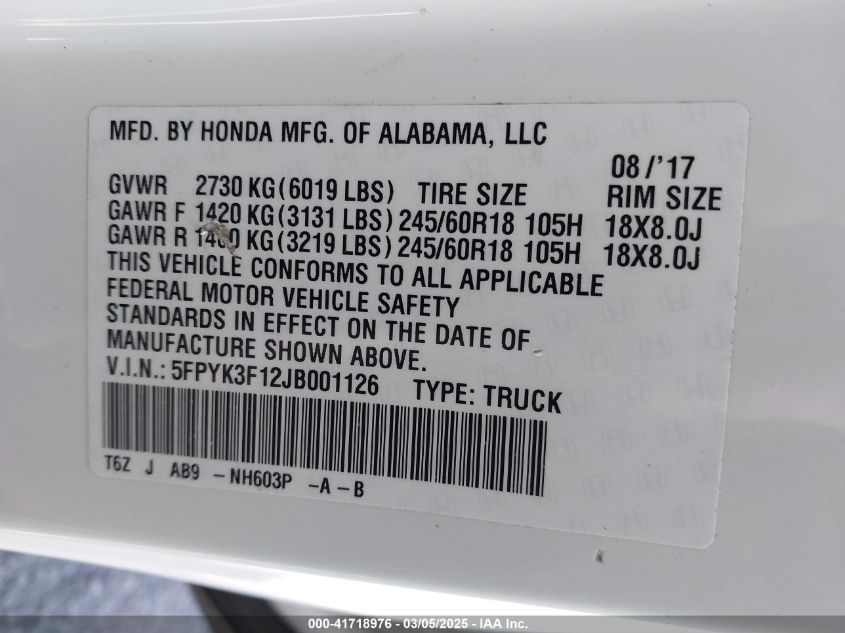 MFD. BY HONDA MFG. OF ALABAMA, LLC
08/'17
GVWR 2730 KG (6019 LBS) TIRE SIZE RIM SIZE
GAWR F 1420 KG (3131 LBS) 245/60R18 105H 18X8.0J
GAWR R KG (3219 LBS) 245/60R18 105H 18X8.0J
THIS VEHICLE CONFORMS TO ALL APPLICABLE
FEDERAL MOTOR VEHICLE SAFETY
STANDARDS IN EFFECT ON THE DATE OF
MANUFACTURE SHOWN ABOVE.
V.I.N.: 5FPYK3F12JB001126 TYPE: TRUCK
T6Z J AB9 -NH603P -A-B
000-41718976 - 03/05/2025 - IAA Inc.